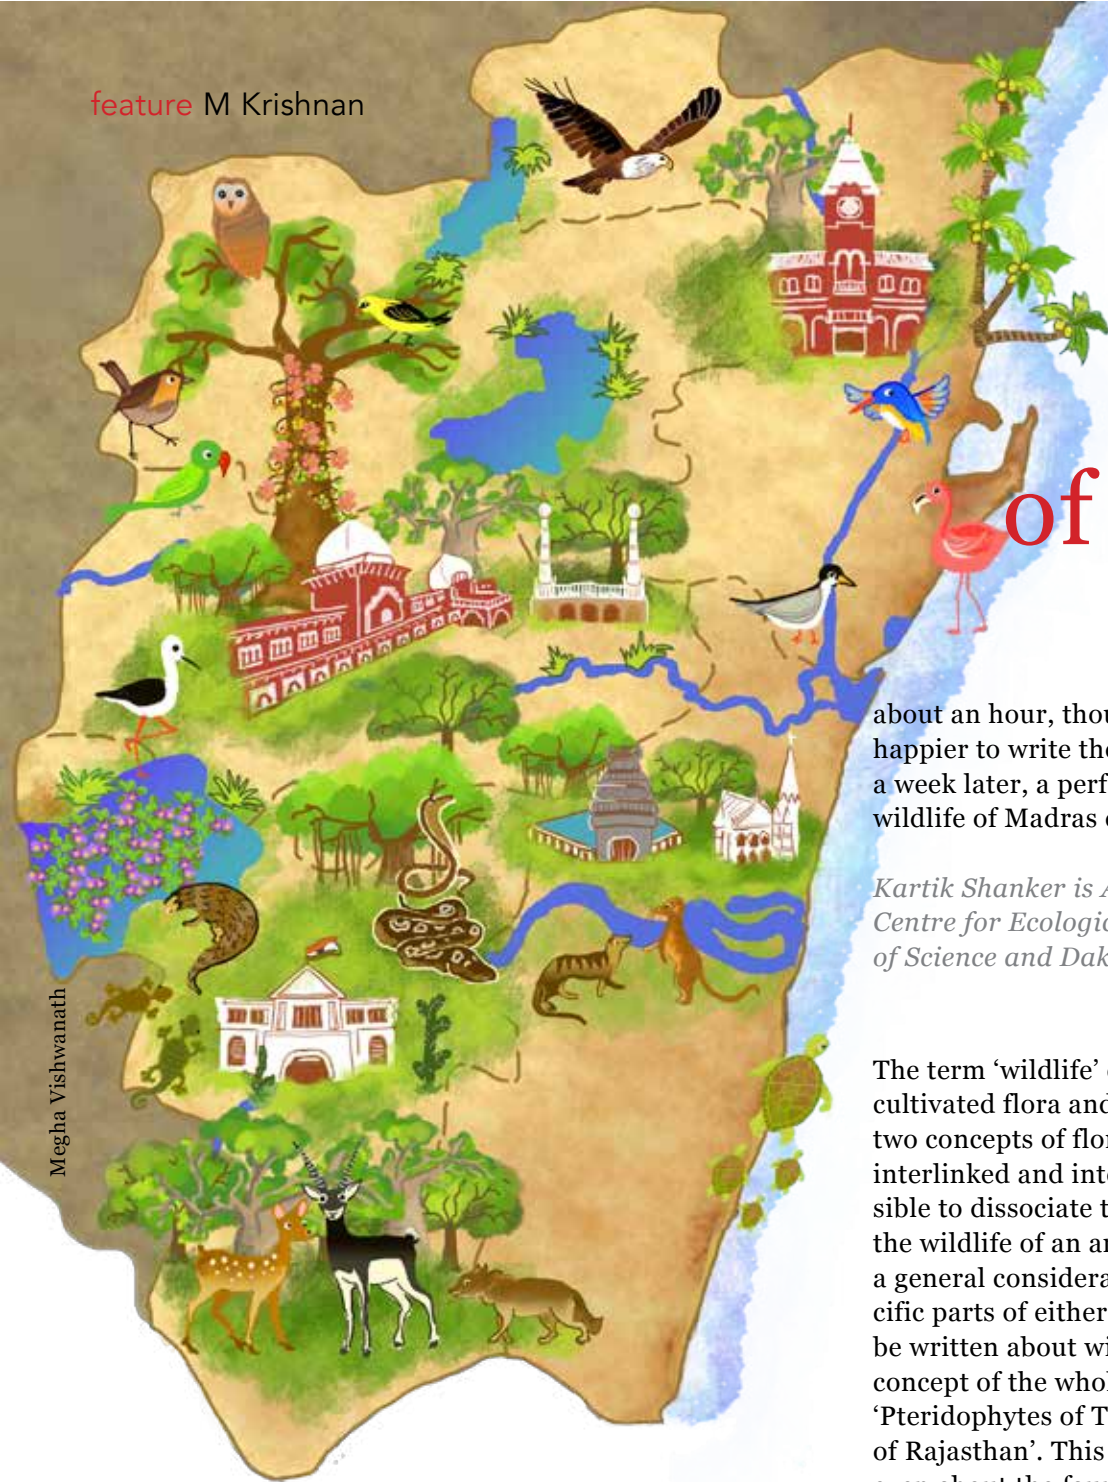 feature M Krishnan
of
about an hour, thou
happier to write the
a week later, a perf
wildlife of Madras
Kartik Shanker is A
Centre for Ecologic
of Science and Dak
The term ‘wildlife’
cultivated flora and
two concepts of flor
interlinked and inte
sible to dissociate t
the wildlife of an ar
a general considera
cific parts of either
be written about wi
concept of the whol
‘Pteridophytes of T
of Rajasthan’. This
Megha Vishwanath